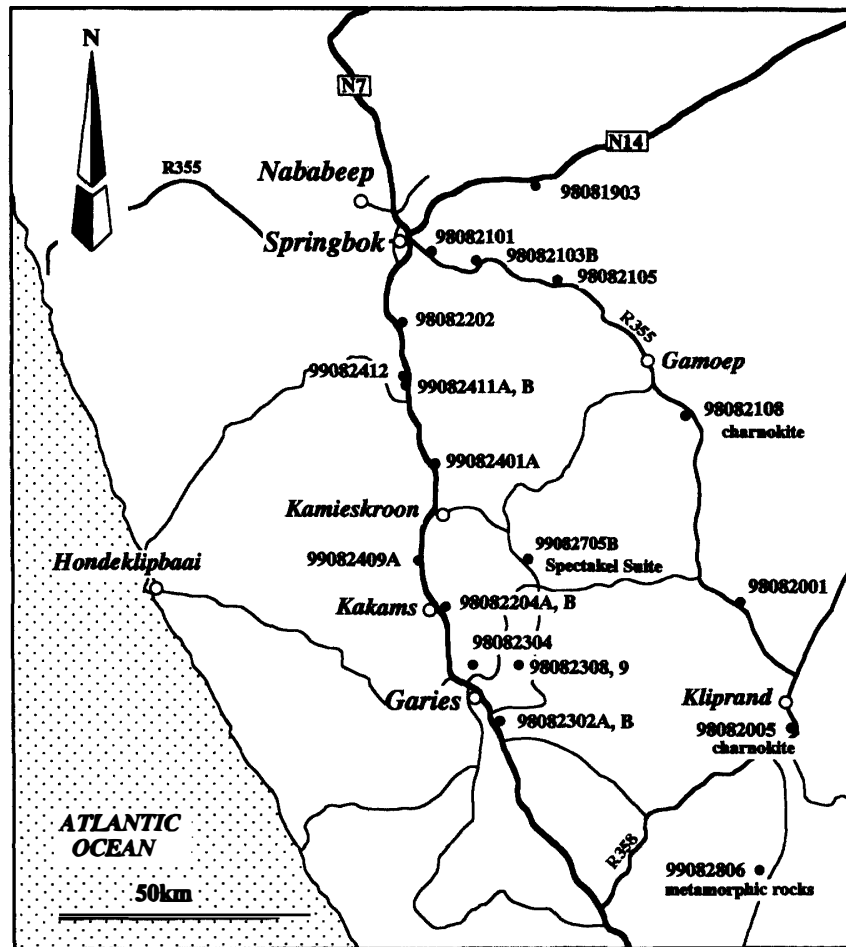 N
N7
N14
R355
Nababeep
98081903
Springbok
98082101
98082103B
98082105
98082202
R355
Gamoep
99082412
99082411A, B
98082108
charnokite
99082401A
Kamieskroon
99082409A
99082705B
Spectakel Suite
Hondeklipbaai
98082001
Kakams
98082204A, B
98082304
98082308, 9
Garies
Kliprand
98082302A, B
98082005
charnokite
ATLANTIC
OCEAN
R358
99082806
metamorphic rocks
50km